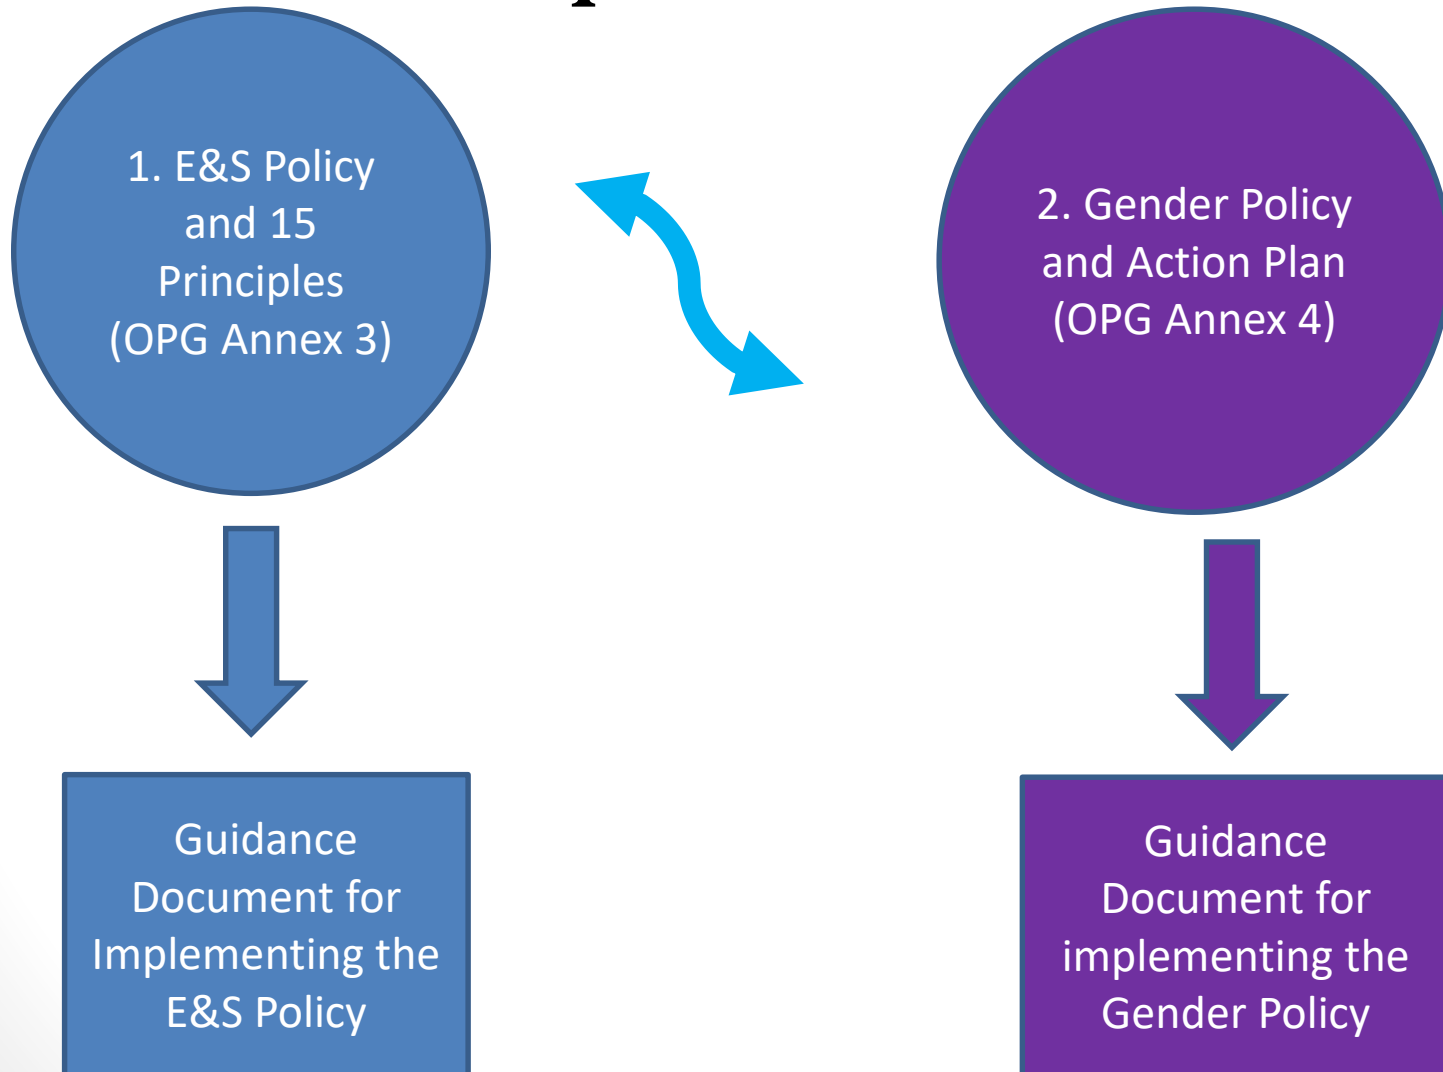 1. E&S Policy
and 15
Principles
(OPG Annex 3)
2. Gender Policy
and Action Plan
(OPG Annex 4)
Guidance
Document for
Implementing the
E&S Policy
Guidance
Document for
implementing the
Gender Policy